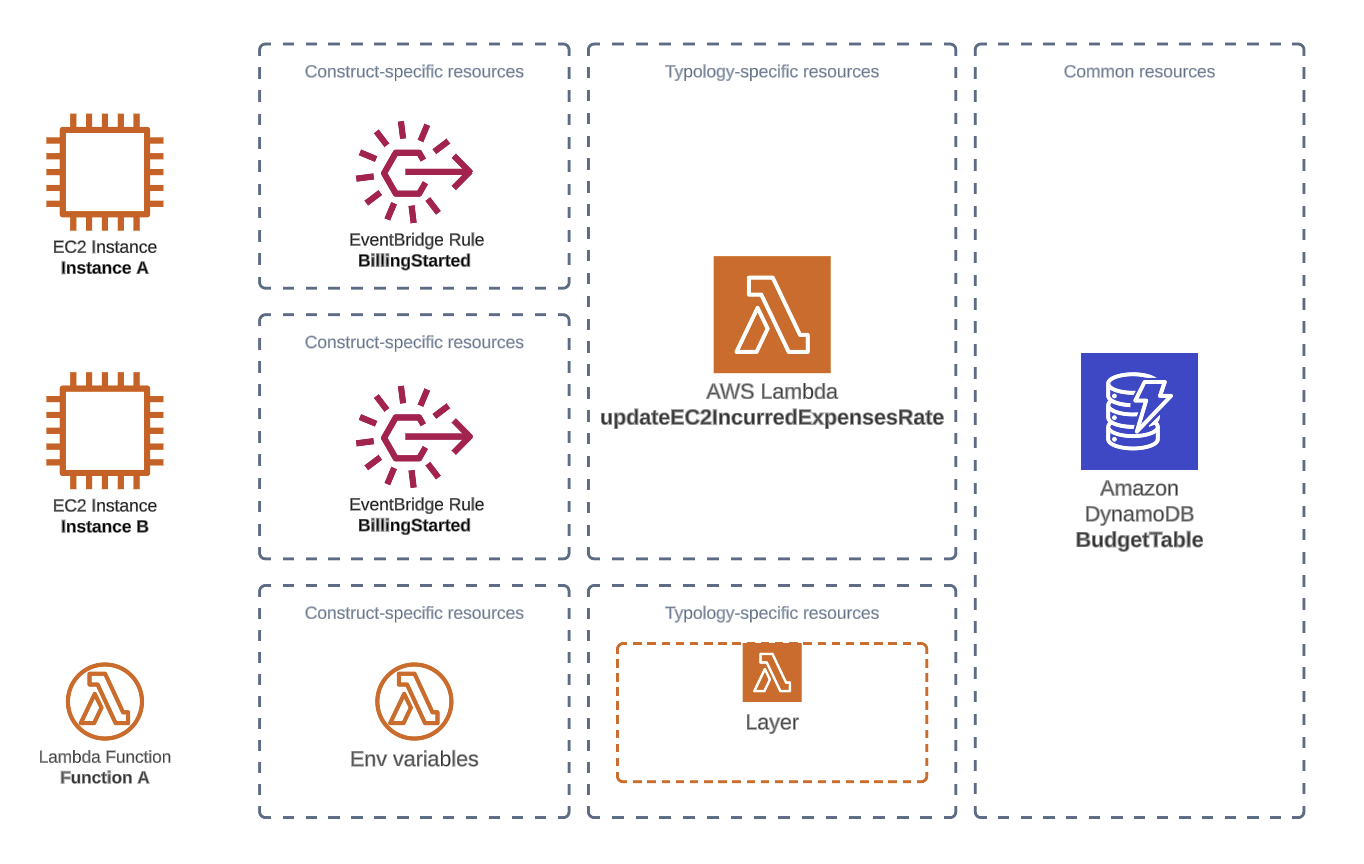 Construct-specific resources
Typology-specific resources
Common resources
EC2 Instance
Instance A
EventBridge Rule
BillingStarted
Construct-specific resources
AWS Lambda
updateEC2IncurredExpensesRate
EC2 Instance
Instance B
EventBridge Rule
BillingStarted
Amazon
DynamoDB
BudgetTable
Construct-specific resources
Typology-specific resources
Lambda Function
Function A
Env variables
Layer